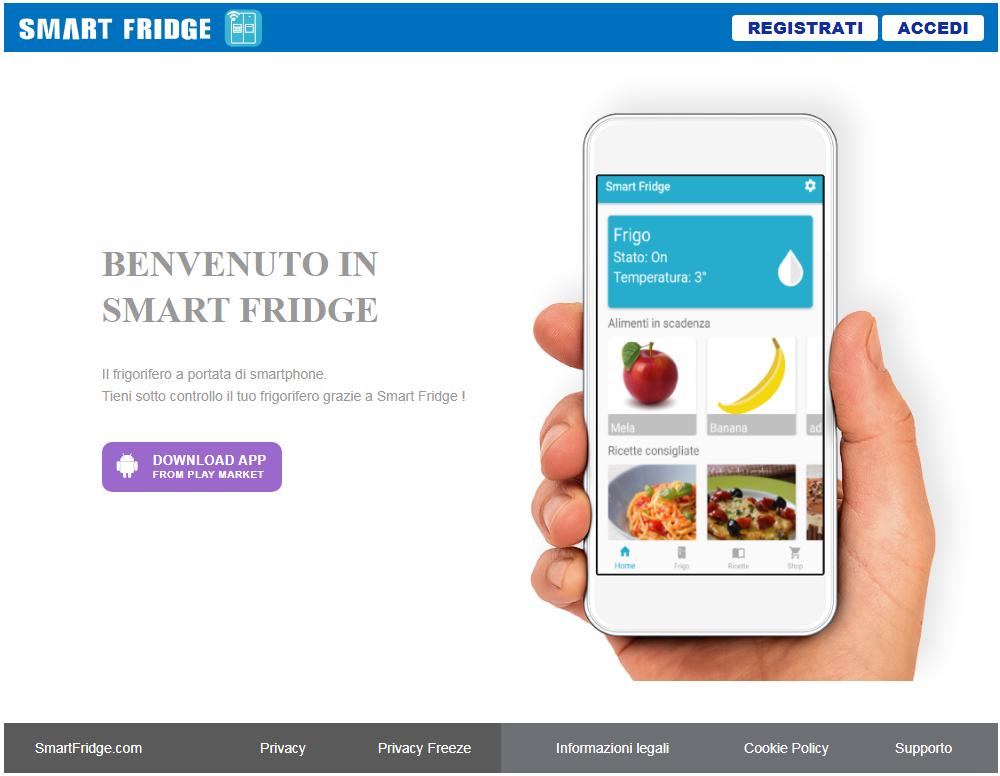 SMART FRIDGE
REGISTRATI
ACCEDI
BENVENUTO IN
SMART FRIDGE
Il frigorifero a portata di smartphone.
Tieni sotto controllo il tuo frigorifero grazie a Smart Fridge !
DOWNLOAD APP
FROM PLAY MARKET
Smart Fridge
Frigo
Stato: On
Temperatura: 3°
Alimenti in scadenza
Mela
Banana
ad
Ricette consigliate
Home
Frigo
Ricette
Shop
SmartFridge.com
Privacy
Privacy Freeze
Informazioni legali
Cookie Policy
Supporto